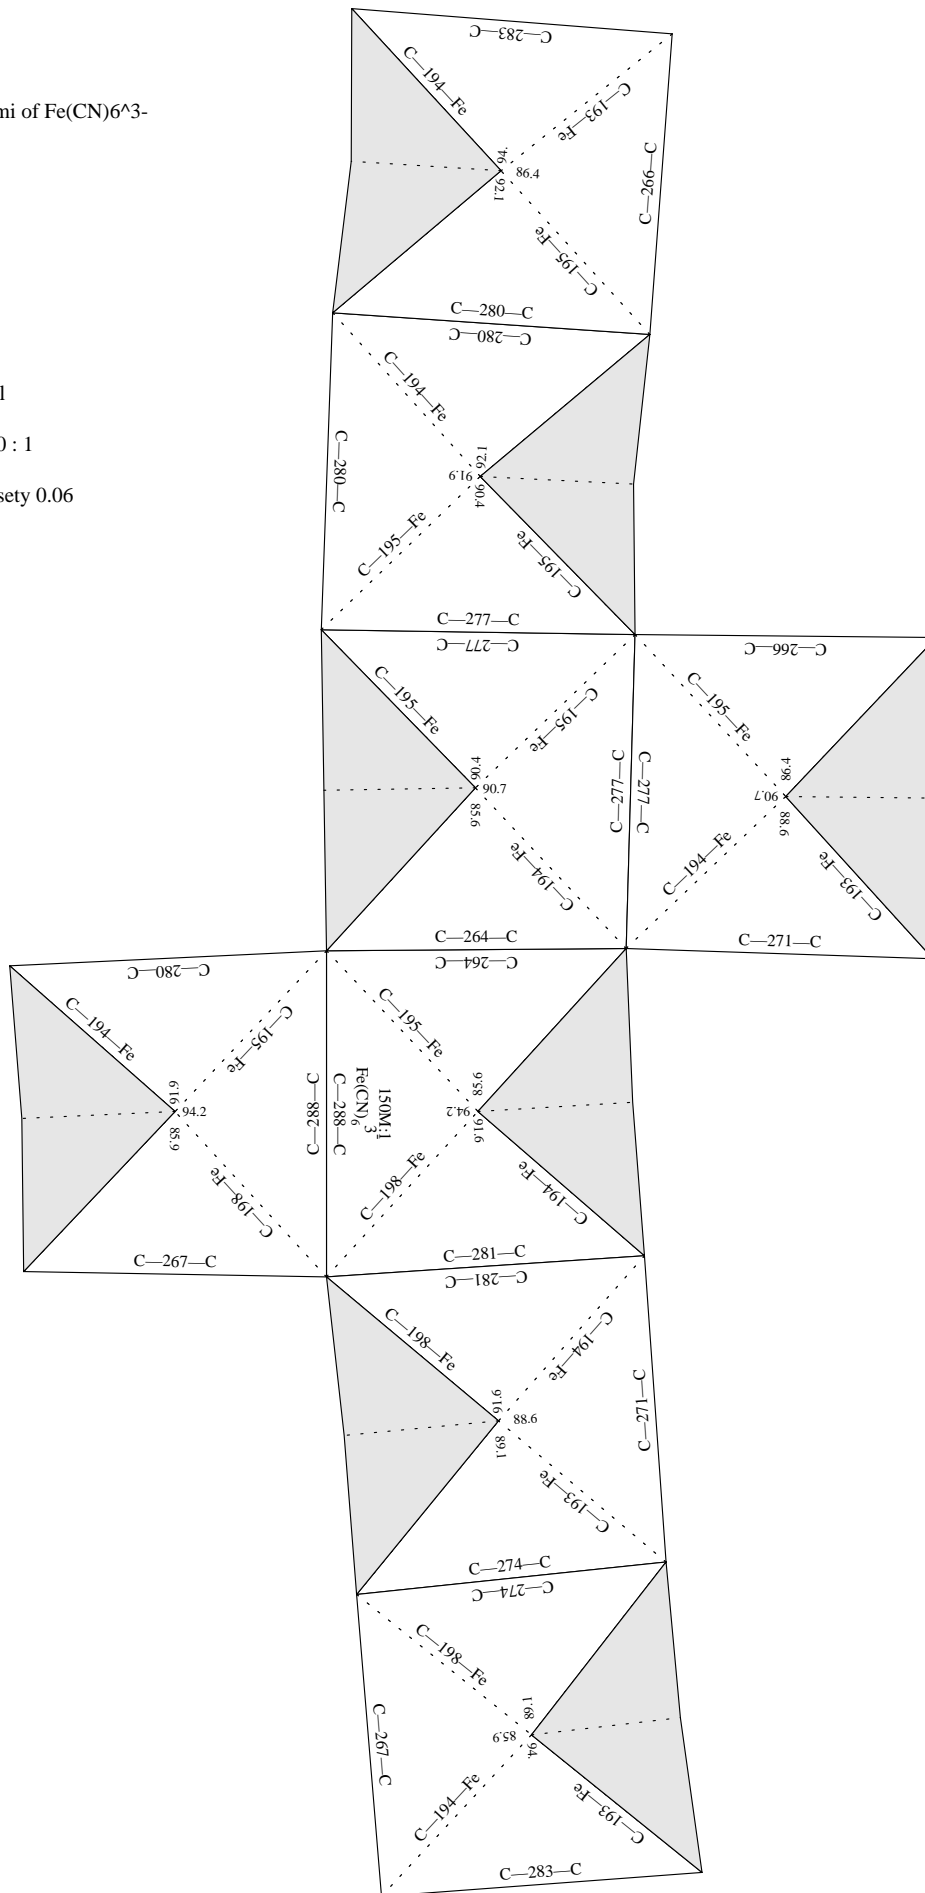 C—283—C
C—194—Fe
C—193—Fe
mi of Fe(CN)6^3-
94.
86.4
92.1
C—266—C
C—195—Fe
C—280—C
C—280—C
C—194—Fe
l
0 : 1
C—280—C
92.1
91.9
90.4
sety 0.06
C—195—Fe
C—195—Fe
C—277—C
C—277—C
C—266—C
C—195—Fe
C—195—Fe
C—195—Fe
90.4
90.7
85.6
C—277—C
C—277—C
86.4
90.7
88.6
C—194—Fe
C—194—Fe
C—193—Fe
C—264—C
C—271—C
C—280—C
C—264—C
C—194—Fe
C—195—Fe
C—195—Fe
91.9
94.2
85.9
C—288—C
C—288—C
Fe(CN)6
3-
150M:1
85.6
94.2
91.6
C—198—Fe
C—198—Fe
C—194—Fe
C—267—C
C—281—C
C—281—C
C—198—Fe
C—194—Fe
91.6
88.6
89.1
C—271—C
C—193—Fe
C—274—C
C—274—C
C—198—Fe
89.1
85.9
94.
C—267—C
C—194—Fe
C—193—Fe
C—283—C